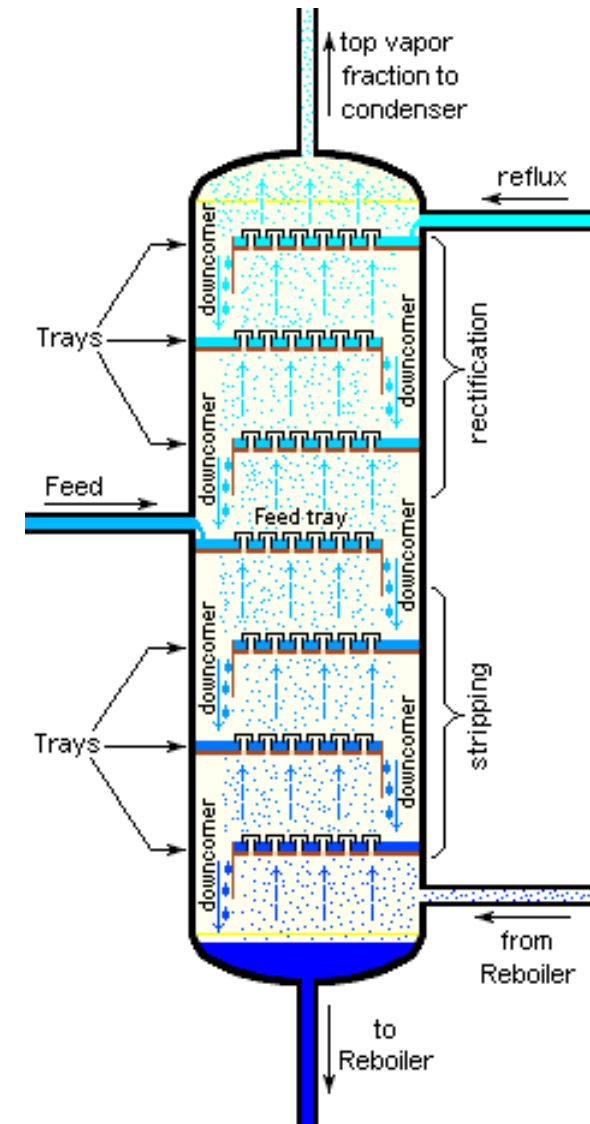 top vapor
fraction to
condenser
reflux
downcomer
Trays
downcomer
rectification
downcomer
Feed
Feed tray
downcomer
downcomer
Trays
downcomer
stripping
downcomer
from
Reboiler
to
Reboiler